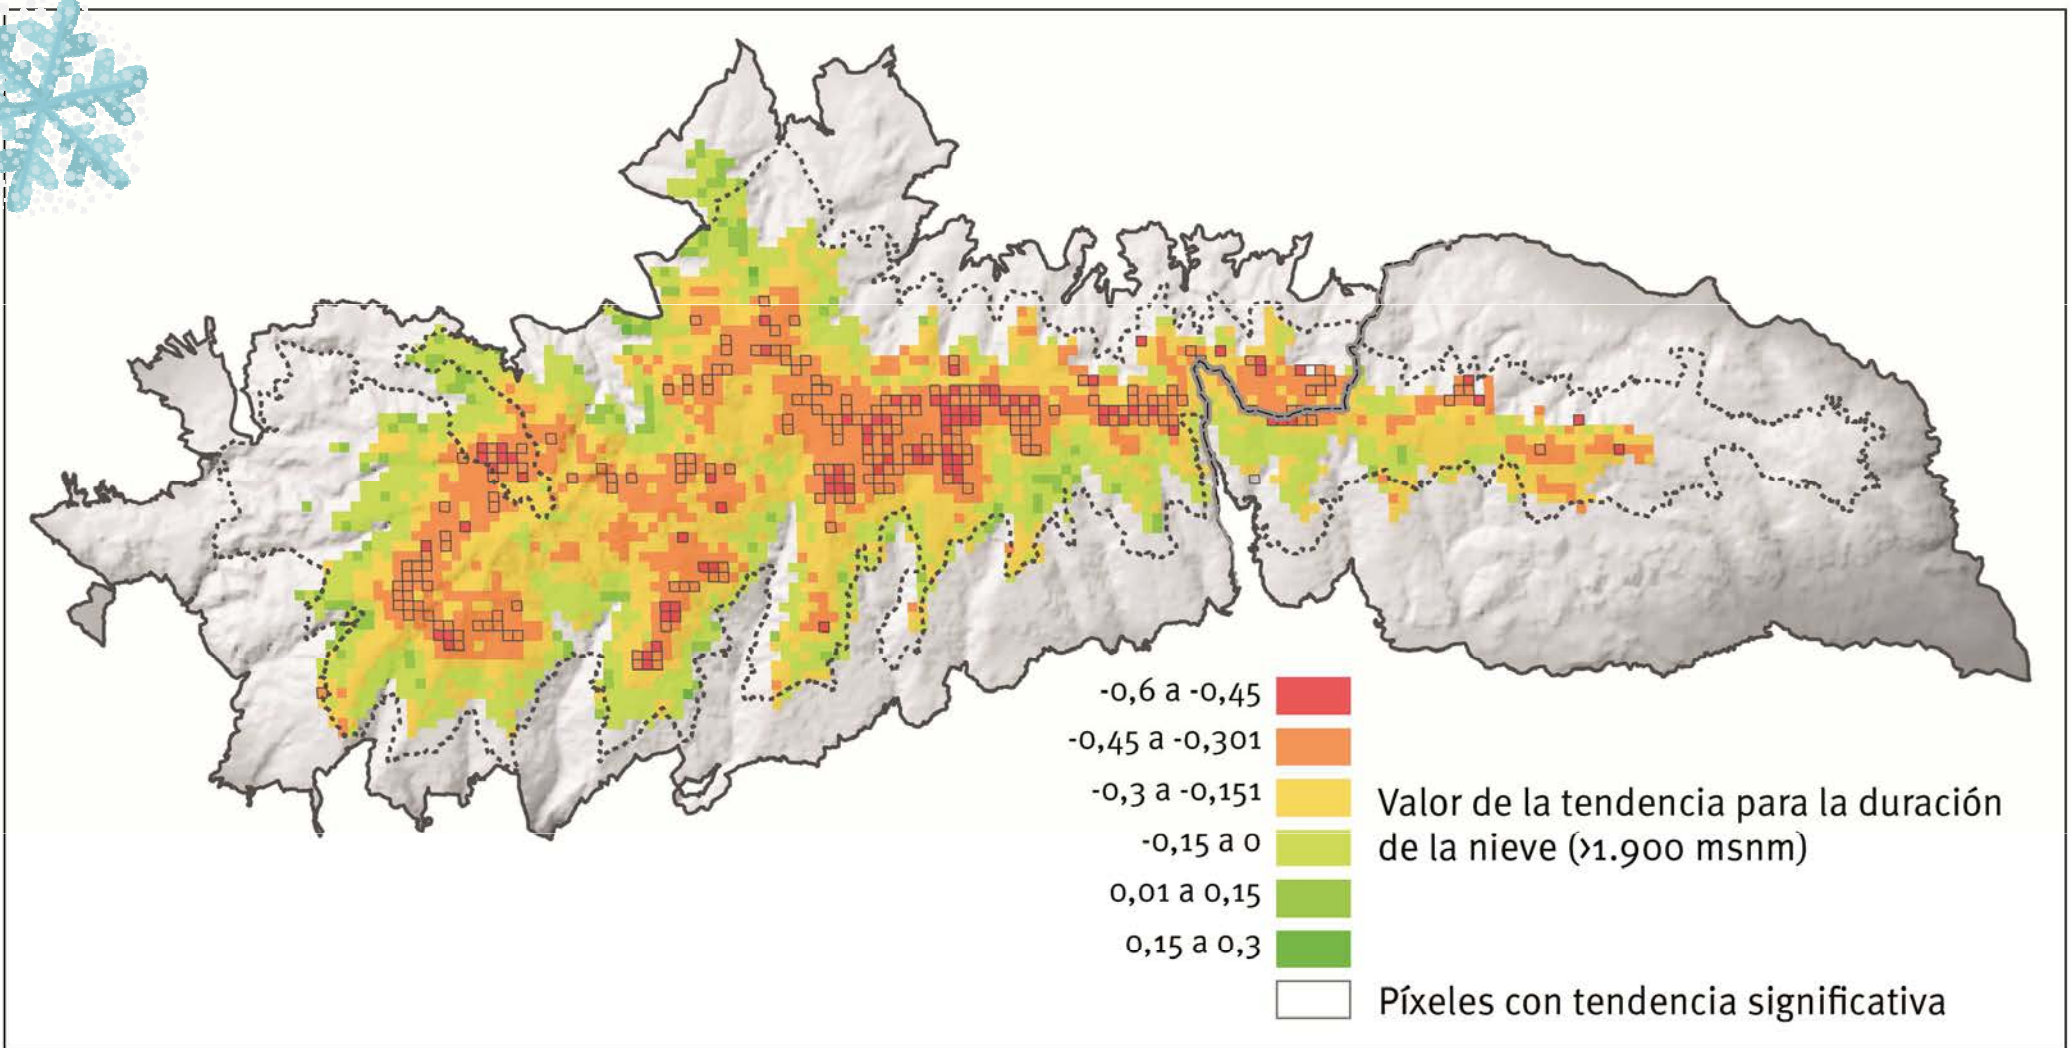 -0,6 a -0,45
-0,45 a -0,301
-0,3 a -0,151
-0,15 a 0
0,01 a 0,15
0,15 a 0,3
Valor de la tendencia para la duración
de la nieve (>1.900 msnm)
Píxeles con tendencia significativa